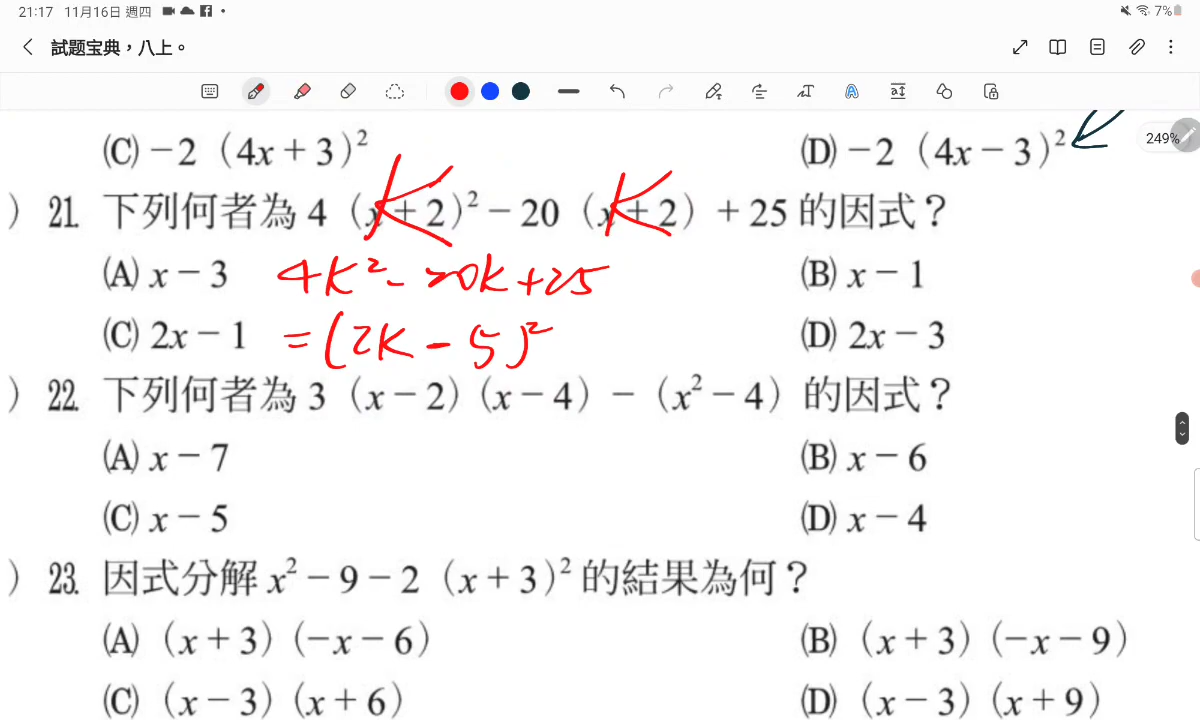 21:17 11月16日 週四
7%
試题宝典，八上。
249%
(C) −2（4x + 3）² (D) −2（4x − 3）²
) 21. 下列何者為 4（x + 2）² − 20（x + 2）+ 25 的因式？
K K
(A) x − 3 (B) x − 1
4K² − 20K + 25
(C) 2x − 1 (D) 2x − 3
= (2K − 5)²
) 22. 下列何者為 3（x − 2）（x − 4）−（x² − 4）的因式？
(A) x − 7 (B) x − 6
(C) x − 5 (D) x − 4
) 23. 因式分解 x² − 9 − 2（x + 3）² 的結果為何？
(A)（x + 3）（−x − 6） (B)（x + 3）（−x − 9）
(C)（x − 3）（x + 6） (D)（x − 3）（x + 9）